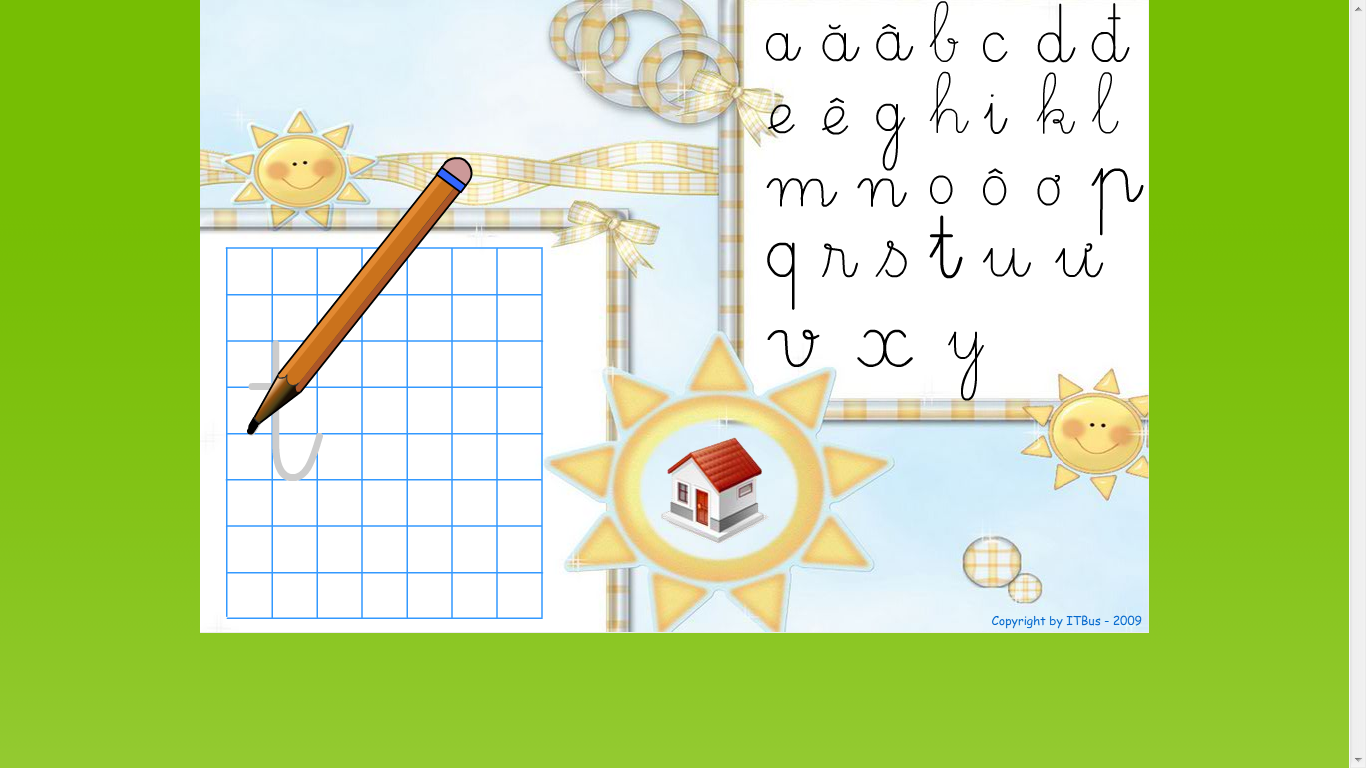 a ă â b c d đ
e ê g h i k l
m n o ô ơ p
q r s t u ư
v x y
t
Copyright by ITBus - 2009